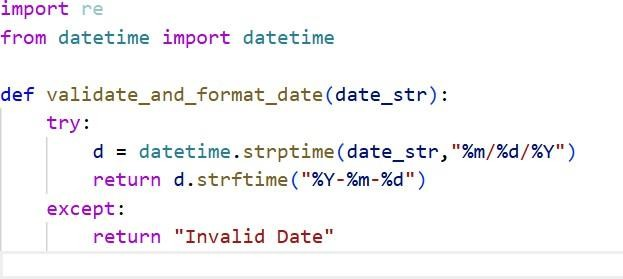 import re
from datetime import datetime
def validate_and_format_date(date_str):
try:
d = datetime.strptime(date_str,"%m/%d/%Y")
return d.strftime("%Y-%m-%d")
except:
return "Invalid Date"